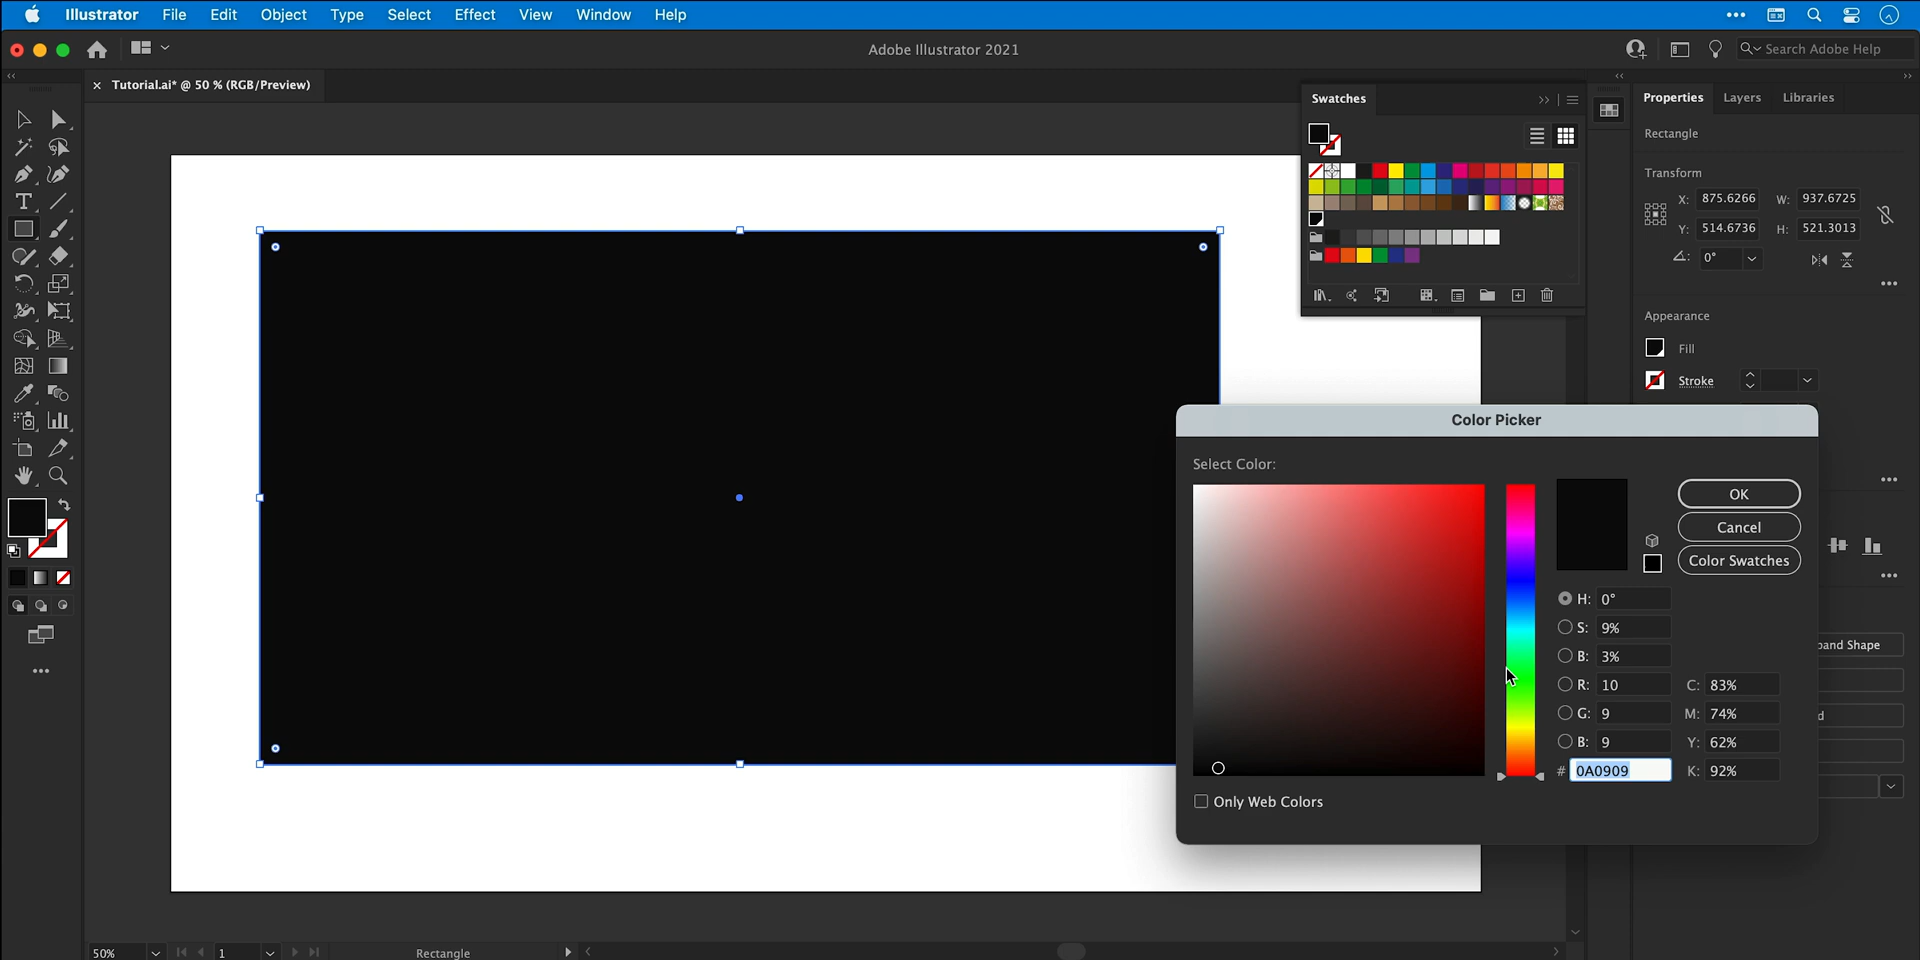 Illustrator File Edit Object Type Select Effect View Window Help
Adobe Illustrator 2021
Search Adobe Help
Tutorial.ai* @ 50 % (RGB/Preview)
Swatches
Properties Layers Libraries
Rectangle
Transform
X: 875.6266 W: 937.6725
Y: 514.6736 H: 521.3013
0°
Appearance
Fill
Stroke
Color Picker
Select Color:
OK
Cancel
Color Swatches
H: 0°
S: 9%
B: 3%
R: 10 C: 83%
G: 9 M: 74%
B: 9 Y: 62%
# 0A0909 K: 92%
Only Web Colors
and Shape
d
50% 1 Rectangle